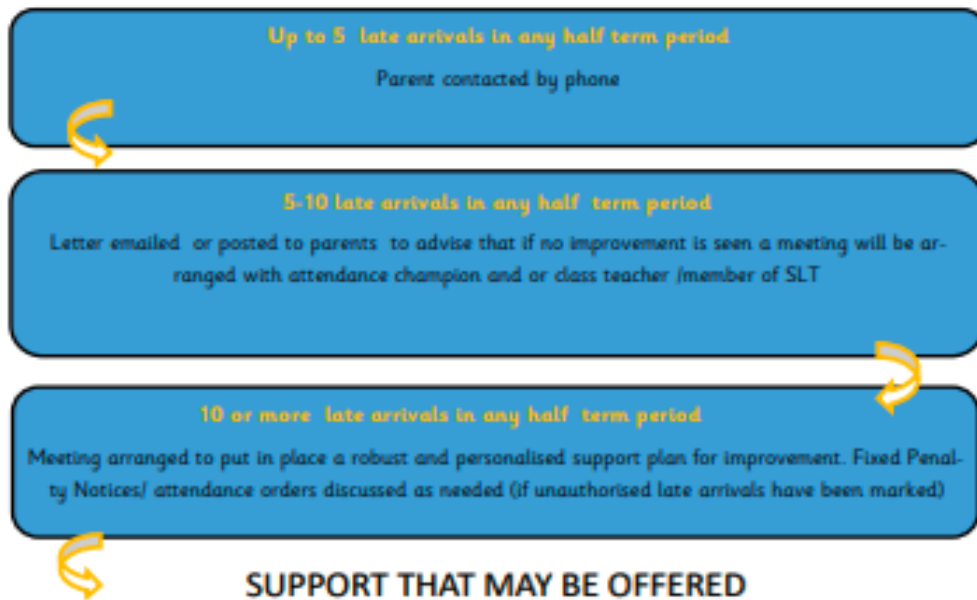 Up to 5 late arrivals in any half term period
Parent contacted by phone
5-10 late arrivals in any half term period
Letter emailed or posted to parents to advise that if no improvement is seen a meeting will be ar-
ranged with attendance champion and or class teacher /member of SLT
10 or more late arrivals in any half term period
Meeting arranged to put in place a robust and personalised support plan for improvement. Fixed Penal-
ty Notices/ attendance orders discussed as needed (if unauthorised late arrivals have been marked)
SUPPORT THAT MAY BE OFFERED